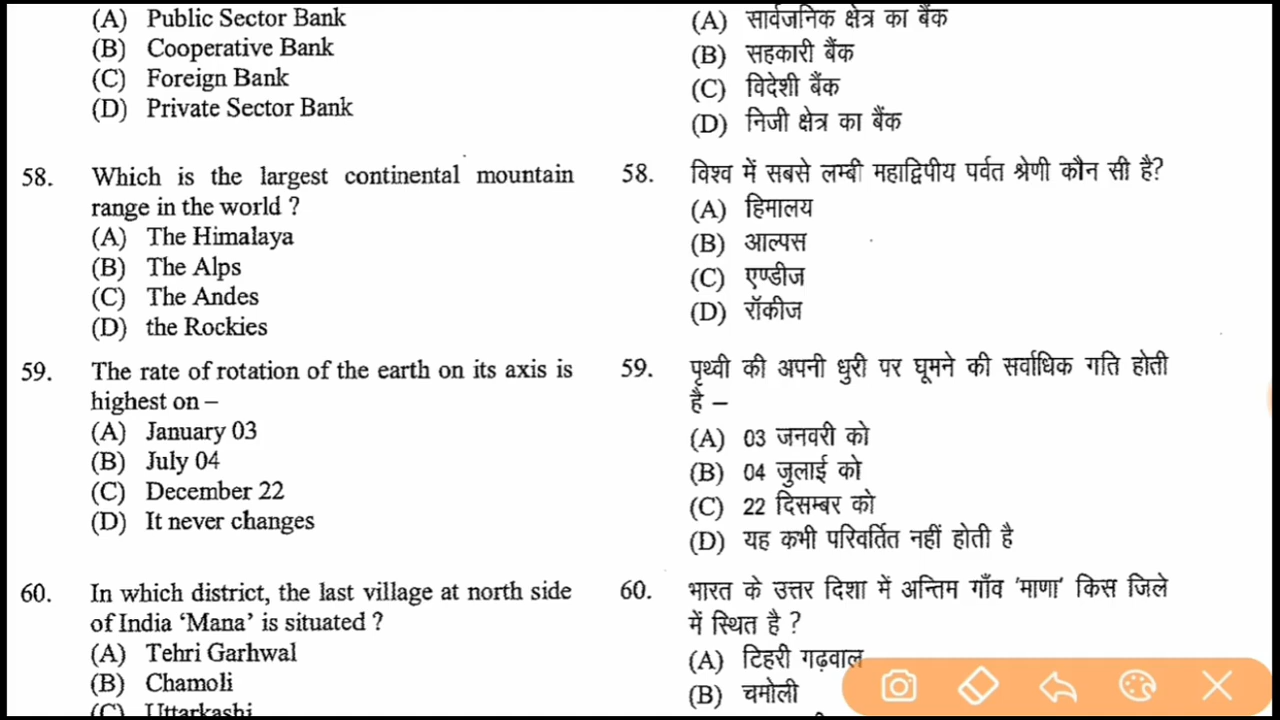 (A) Public Sector Bank
(B) Cooperative Bank
(C) Foreign Bank
(D) Private Sector Bank
58. Which is the largest continental mountain
range in the world ?
(A) The Himalaya
(B) The Alps
(C) The Andes
(D) the Rockies
59. The rate of rotation of the earth on its axis is
highest on –
(A) January 03
(B) July 04
(C) December 22
(D) It never changes
60. In which district, the last village at north side
of India ‘Mana’ is situated ?
(A) Tehri Garhwal
(B) Chamoli
(C) Uttarkashi
(A) सार्वजनिक क्षेत्र का बैंक
(B) सहकारी बैंक
(C) विदेशी बैंक
(D) निजी क्षेत्र का बैंक
58. विश्व में सबसे लम्बी महाद्विपीय पर्वत श्रेणी कौन सी है?
(A) हिमालय
(B) आल्पस
(C) एण्डीज
(D) रॉकीज
59. पृथ्वी की अपनी धुरी पर घूमने की सर्वाधिक गति होती
है –
(A) 03 जनवरी को
(B) 04 जुलाई को
(C) 22 दिसम्बर को
(D) यह कभी परिवर्तित नहीं होती है
60. भारत के उत्तर दिशा में अन्तिम गाँव ‘माणा’ किस जिले
में स्थित है ?
(A) टिहरी गढ़वाल
(B) चमोली